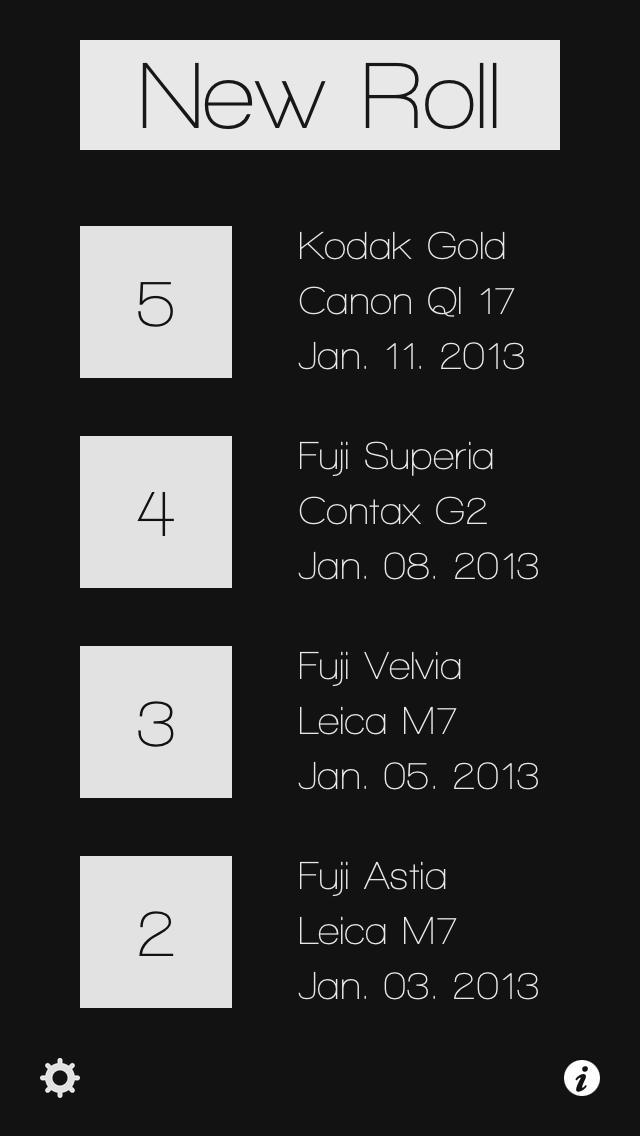 New Roll
5
Kodak Gold
Canon Ql 17
Jan. 11. 2013
4
Fuji Superia
Contax G2
Jan. 08. 2013
3
Fuji Velvia
Leica M7
Jan. 05. 2013
2
Fuji Astia
Leica M7
Jan. 03. 2013
i